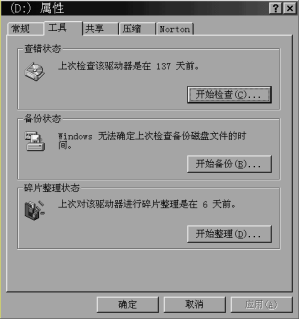 (D:) 属性
常规 工具 共享 压缩 Norton
查错状态
上次检查该驱动器是在 137 天前。
开始检查(C)...
备份状态
Windows 无法确定上次检查备份磁盘文件的时
间。
开始备份(B)...
碎片整理状态
上次对该驱动器进行碎片整理是在 6 天前。
开始整理(D)...
确定 取消 应用(A)